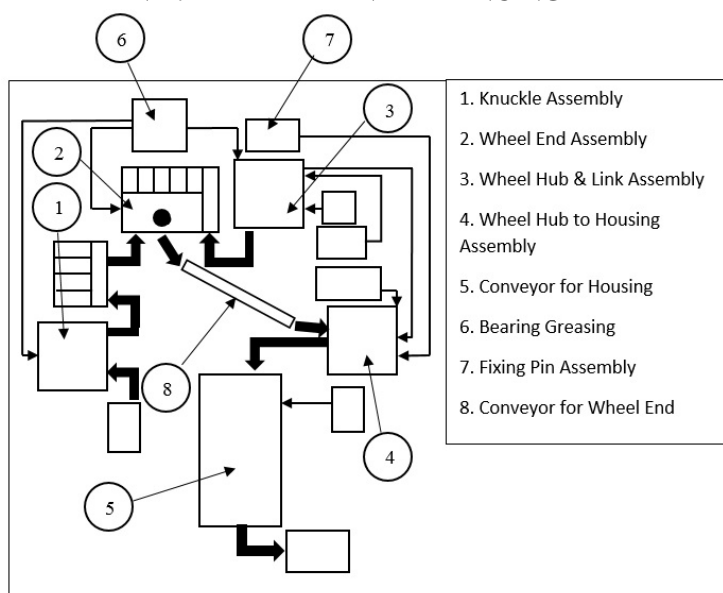 6
7
3
2
1
8
4
5
1. Knuckle Assembly
2. Wheel End Assembly
3. Wheel Hub & Link Assembly
4. Wheel Hub to Housing
Assembly
5. Conveyor for Housing
6. Bearing Greasing
7. Fixing Pin Assembly
8. Conveyor for Wheel End